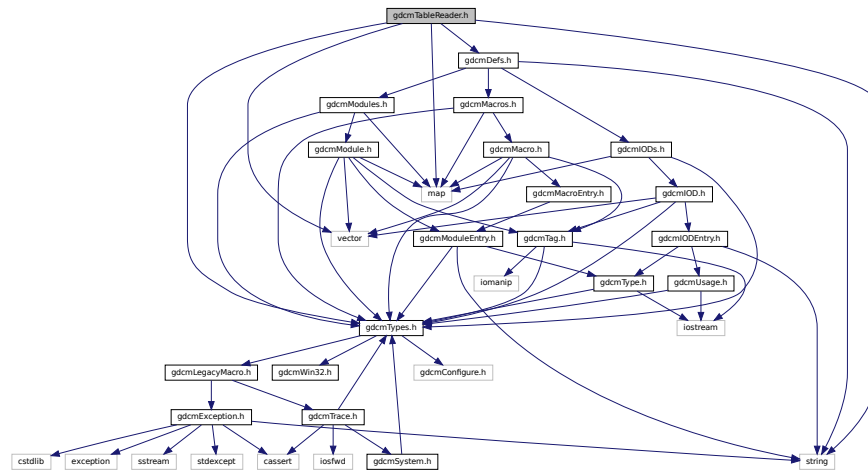 gdcmTableReader.h
gdcmDefs.h
gdcmModules.h
gdcmMacros.h
gdcmModule.h
gdcmMacro.h
gdcmIODs.h
map
gdcmMacroEntry.h
gdcmIOD.h
vector
gdcmModuleEntry.h
gdcmTag.h
gdcmIODEntry.h
iomanip
gdcmType.h
gdcmUsage.h
gdcmTypes.h
iostream
gdcmLegacyMacro.h
gdcmWin32.h
gdcmConfigure.h
gdcmException.h
gdcmTrace.h
cstdlib
exception
sstream
stdexcept
cassert
iosfwd
gdcmSystem.h
string